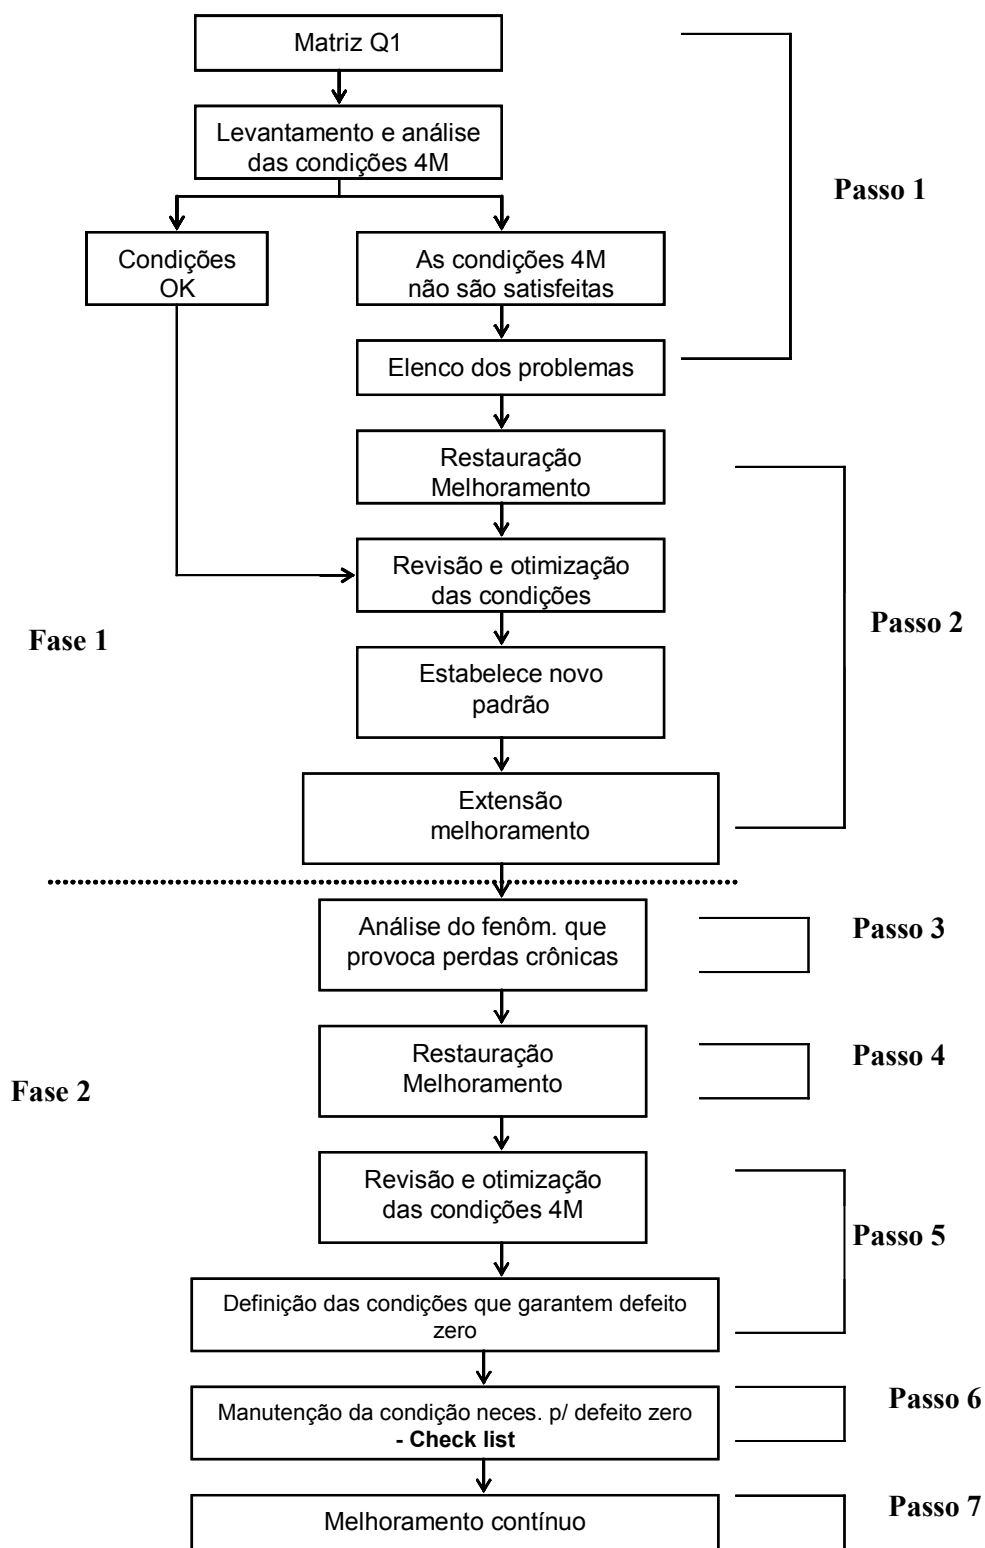 Matriz Q1
Levantamento e análise
das condições 4M
Passo 1
Condições
OK
As condições 4M
não são satisfeitas
Elenco dos problemas
Restauração
Melhoramento
Revisão e otimização
das condições
Passo 2
Fase 1
Estabelece novo
padrão
Extensão
melhoramento
Análise do fenôm. que
provoca perdas crônicas
Passo 3
Restauração
Melhoramento
Passo 4
Fase 2
Revisão e otimização
das condições 4M
Passo 5
Definição das condições que garantem defeito
zero
Manutenção da condição neces. p/ defeito zero
- Check list
Passo 6
Melhoramento contínuo
Passo 7